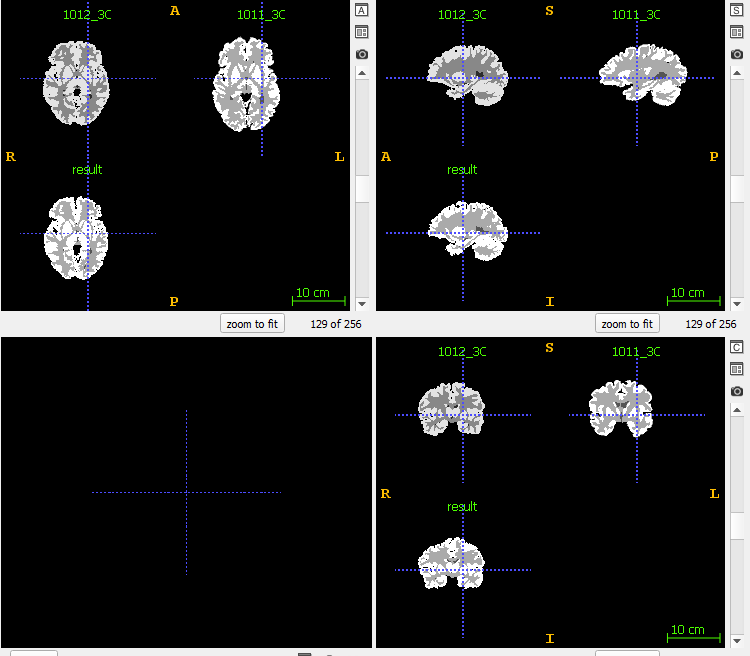 A
1012_3C
1011_3C
A
R
L
result
10 cm
P
zoom to fit
129 of 256
S
1012_3C
1011_3C
S
A
P
result
10 cm
I
zoom to fit
129 of 256
S
1012_3C
1011_3C
C
R
L
result
10 cm
I